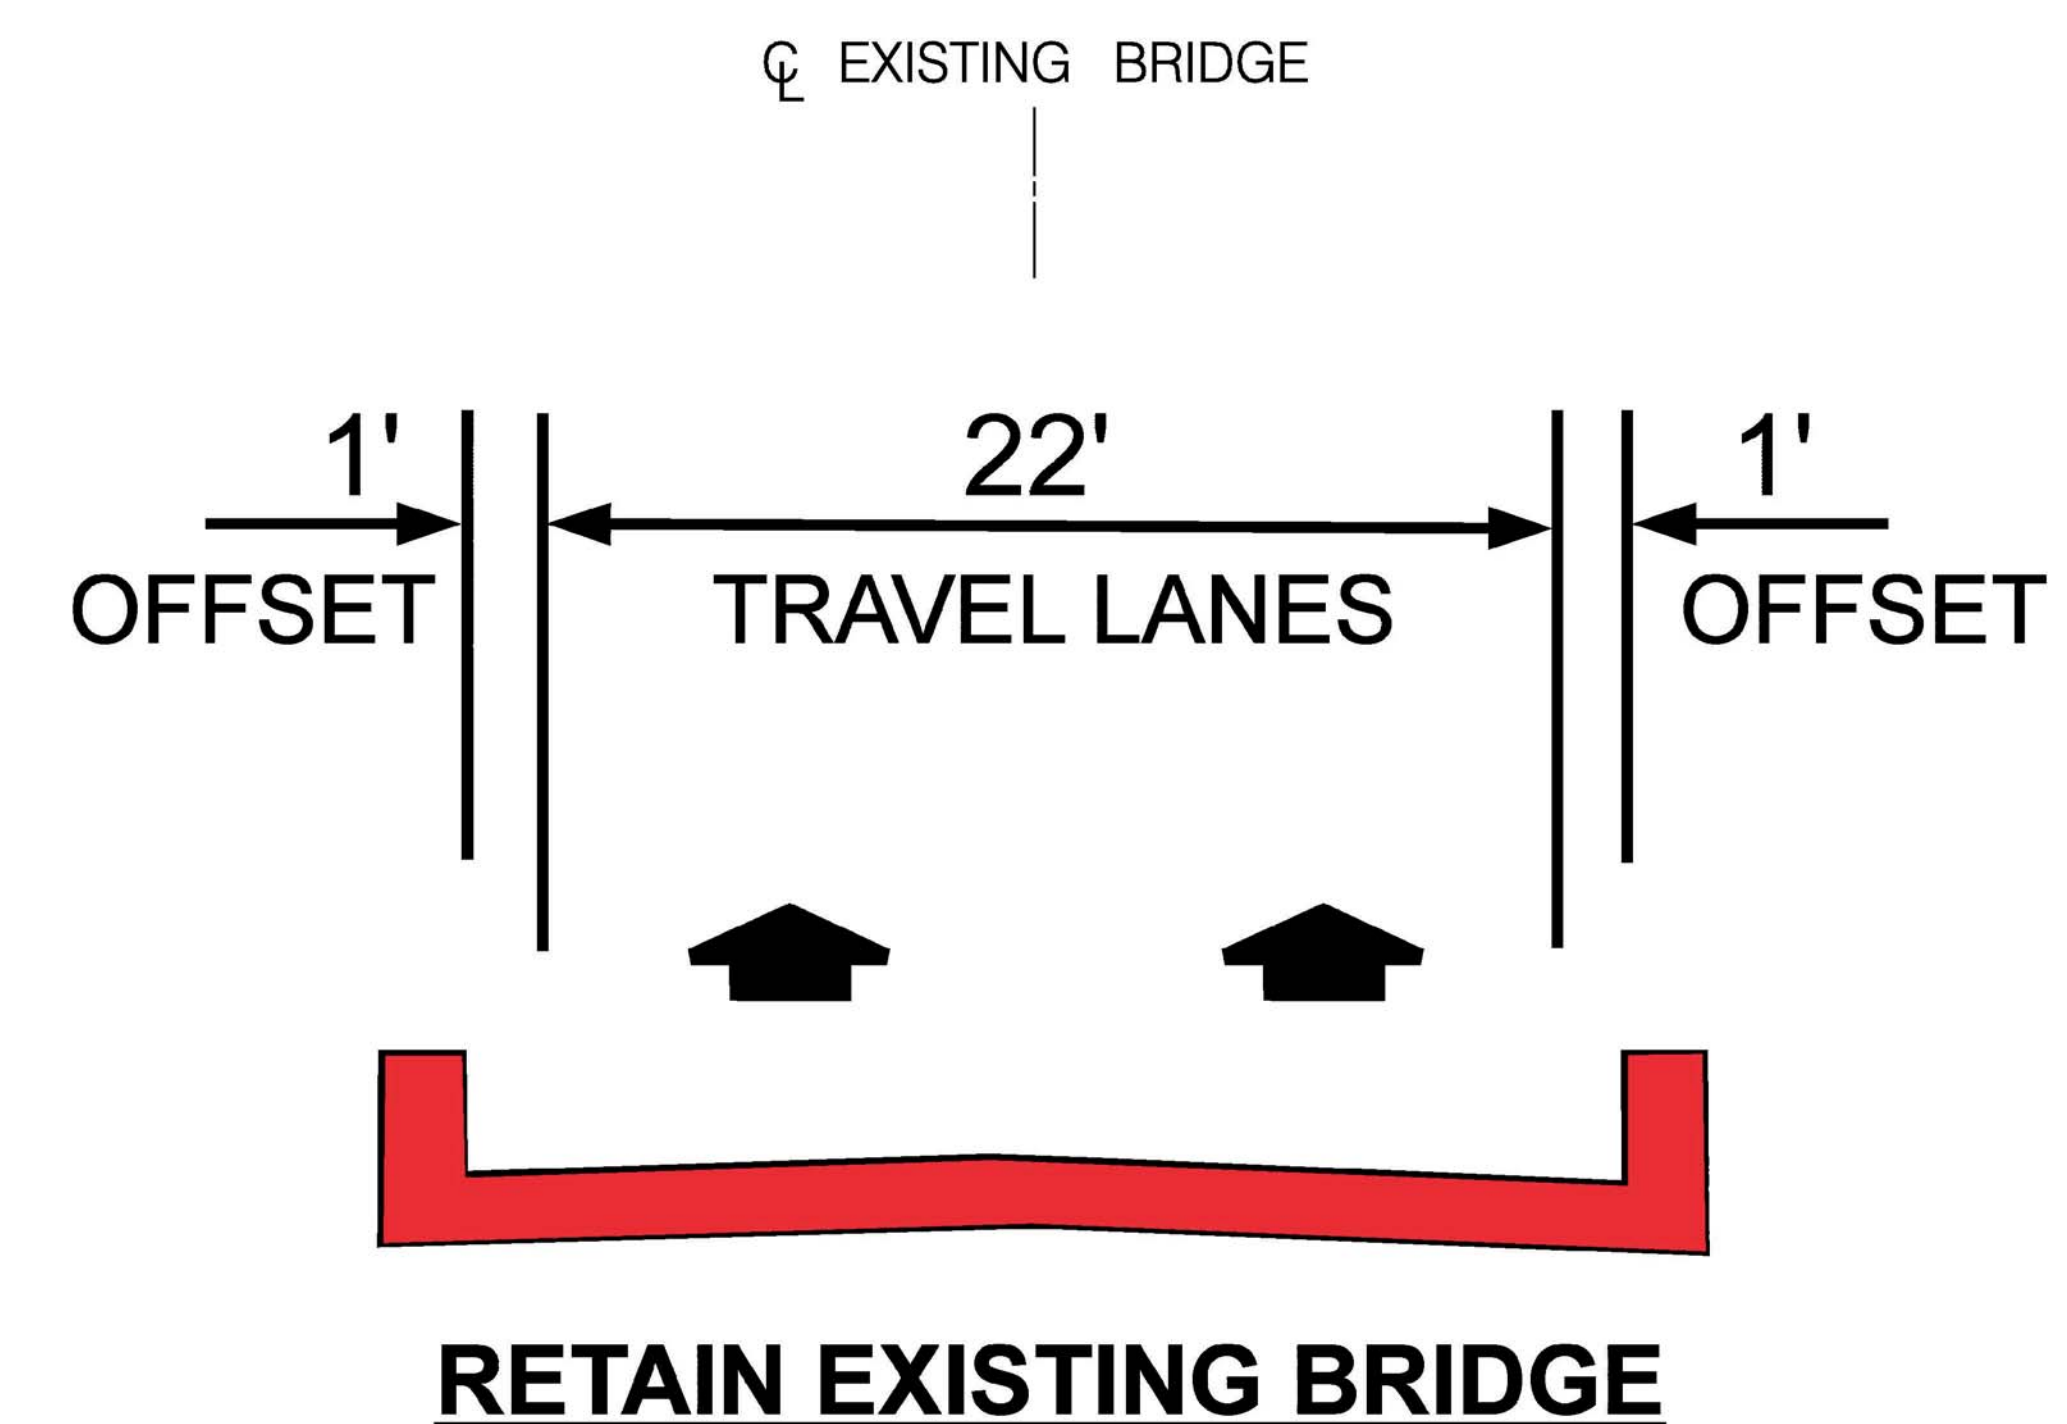 ℄ EXISTING BRIDGE
1' 22' 1'
OFFSET TRAVEL LANES OFFSET
RETAIN EXISTING BRIDGE